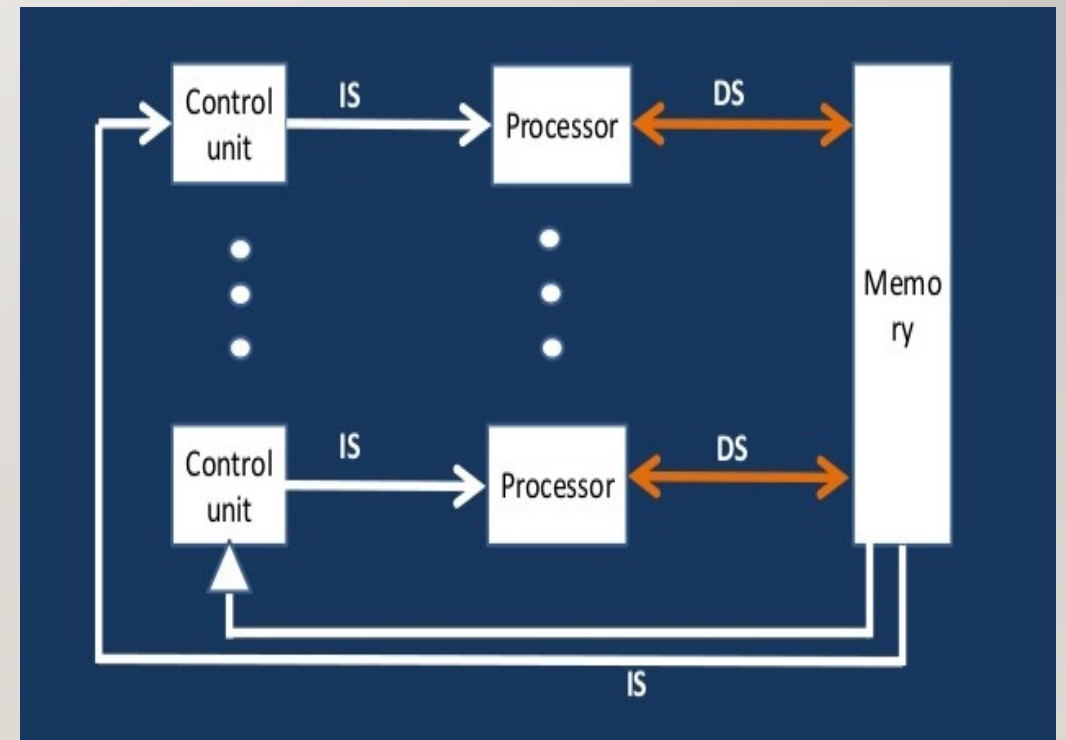 Control
unit
IS
Processor
DS
Memo
ry
Control
unit
IS
Processor
DS
IS